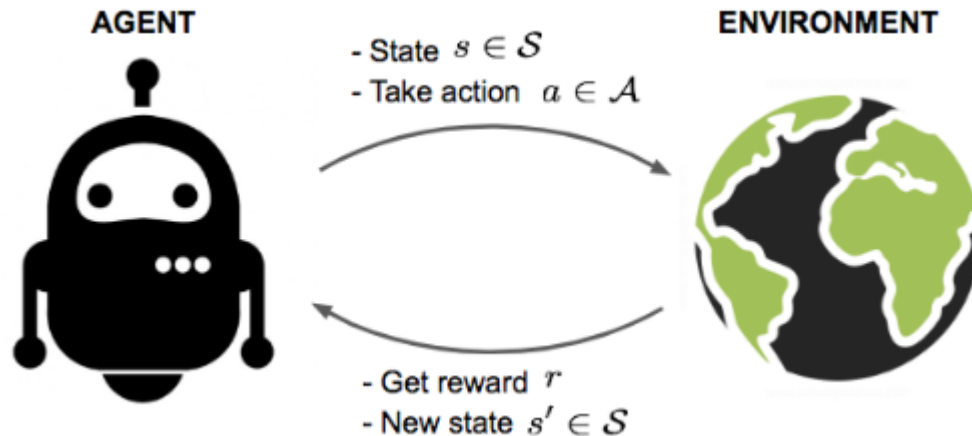 AGENT
ENVIRONMENT
- State s ∈ 𝒮
- Take action a ∈ 𝒜
- Get reward r
- New state s′ ∈ 𝒮